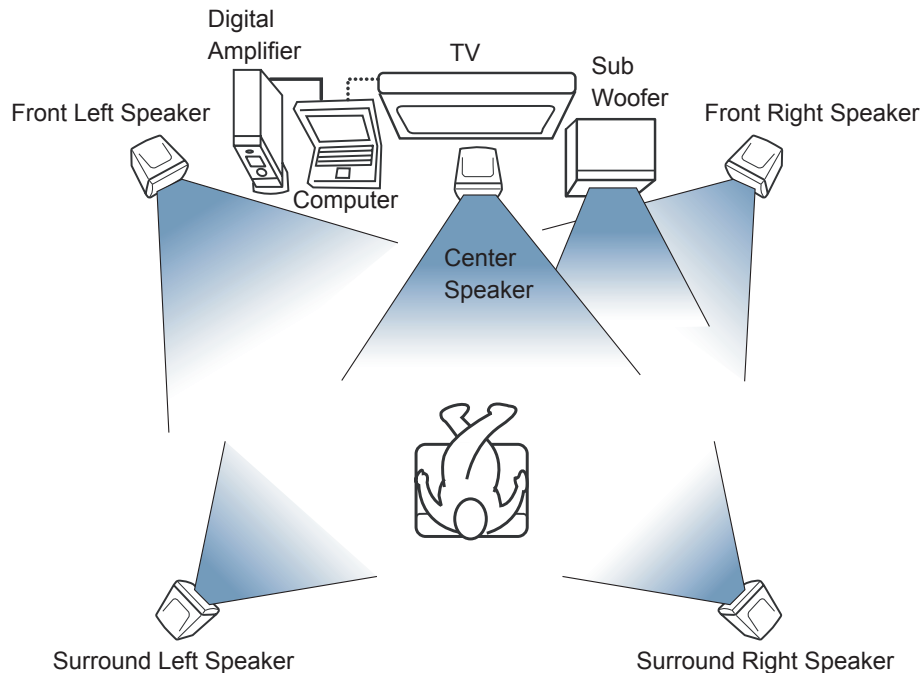 Digital
Amplifier
TV
Sub
Woofer
Front Left Speaker
Front Right Speaker
Computer
Center
Speaker
Surround Left Speaker
Surround Right Speaker